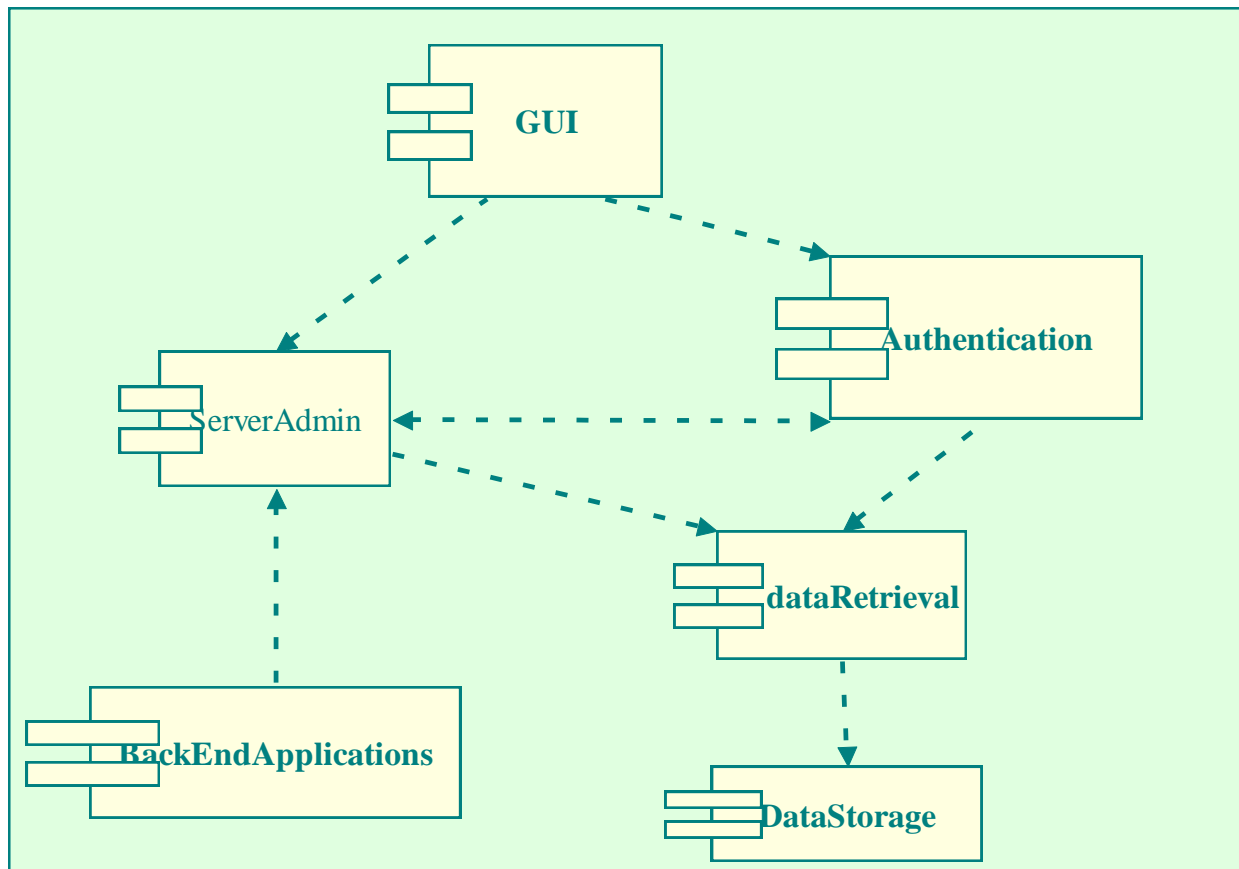 GUI
Authentication
ServerAdmin
dataRetrieval
BackEndApplications
DataStorage